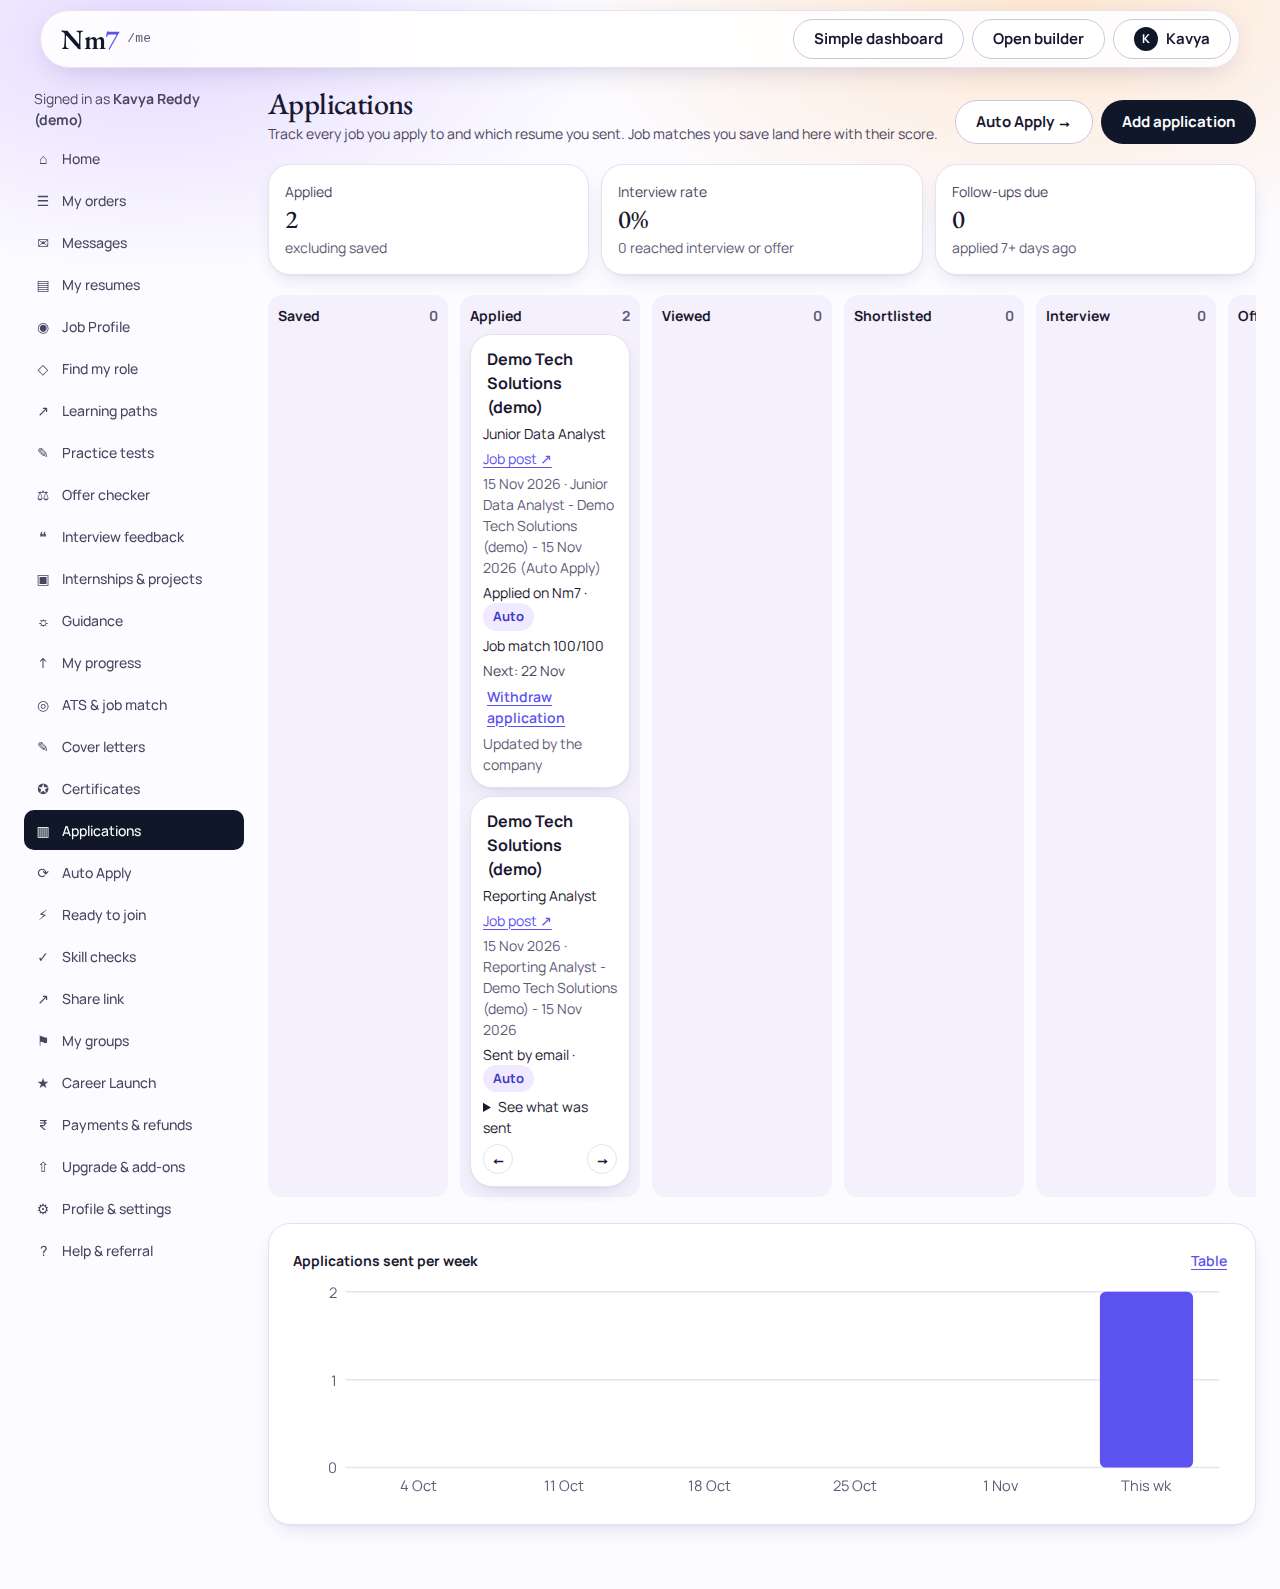 Nm7 /me
Simple dashboard
Open builder
K Kavya
Signed in as Kavya Reddy
(demo)
⌂ Home
☰ My orders
✉ Messages
▤ My resumes
◉ Job Profile
◇ Find my role
↗ Learning paths
✎ Practice tests
⚖ Offer checker
❝ Interview feedback
▣ Internships & projects
☼ Guidance
↑ My progress
◎ ATS & job match
✎ Cover letters
✪ Certificates
▥ Applications
⟳ Auto Apply
⚡ Ready to join
✓ Skill checks
↗ Share link
⚑ My groups
★ Career Launch
₹ Payments & refunds
⇧ Upgrade & add-ons
⚙ Profile & settings
? Help & referral
Applications
Track every job you apply to and which resume you sent. Job matches you save land here with their score.
Auto Apply →
Add application
Applied
2
excluding saved
Interview rate
0%
0 reached interview or offer
Follow-ups due
0
applied 7+ days ago
Saved 0
Applied 2
Demo Tech
Solutions
(demo)
Junior Data Analyst
Job post ↗
15 Nov 2026 · Junior
Data Analyst - Demo
Tech Solutions
(demo) - 15 Nov
2026 (Auto Apply)
Applied on Nm7 ·
Auto
Job match 100/100
Next: 22 Nov
Withdraw
application
Updated by the
company
Demo Tech
Solutions
(demo)
Reporting Analyst
Job post ↗
15 Nov 2026 ·
Reporting Analyst -
Demo Tech Solutions
(demo) - 15 Nov
2026
Sent by email ·
Auto
▶ See what was
sent
← →
Viewed 0
Shortlisted 0
Interview 0
Off
Applications sent per week
Table
2
1
0
4 Oct
11 Oct
18 Oct
25 Oct
1 Nov
This wk